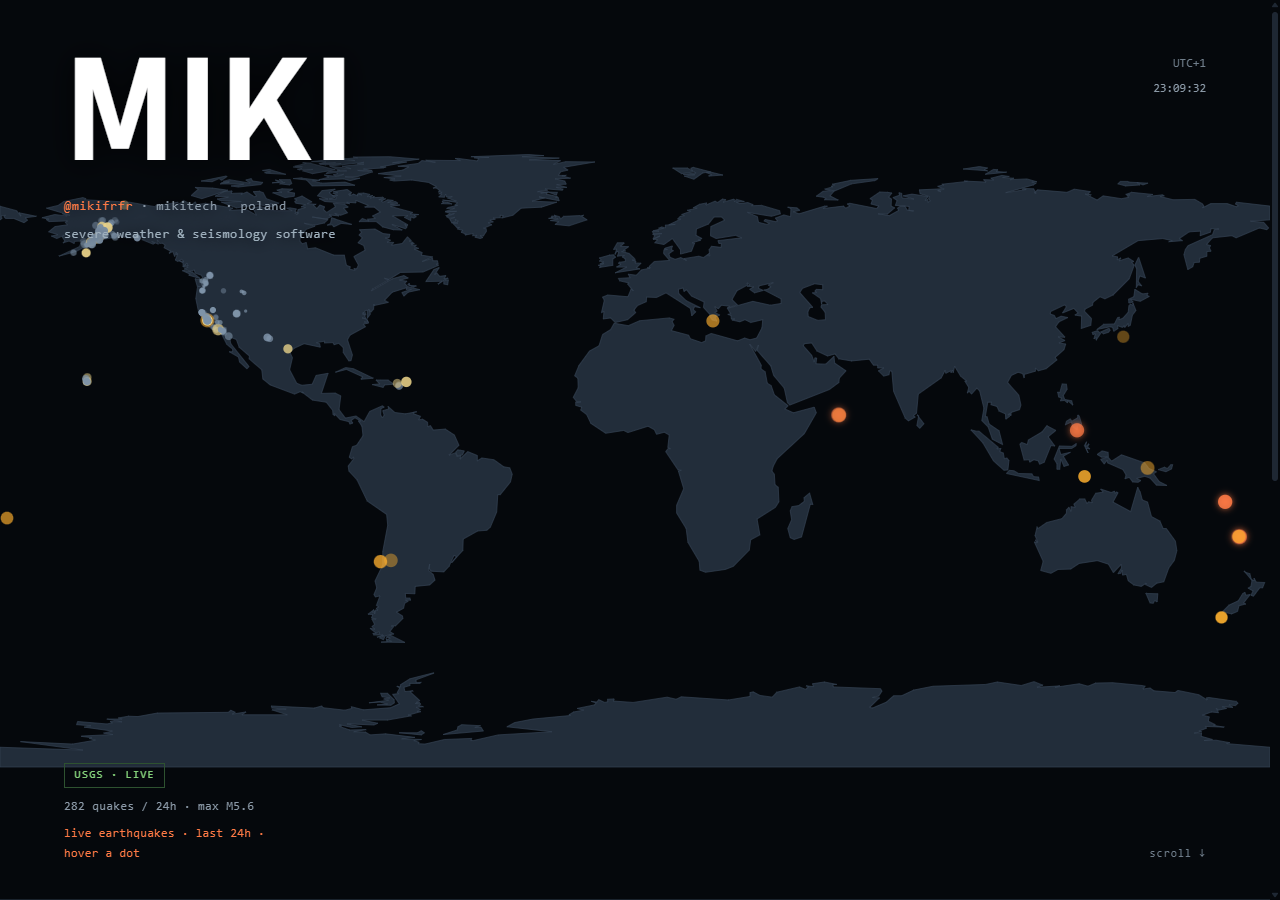 MIKI
UTC+1
23:09:32
@mikifrfr · mikitech · poland
severe weather & seismology software
USGS · LIVE
282 quakes / 24h · max M5.6
live earthquakes · last 24h ·
hover a dot
scroll ↓